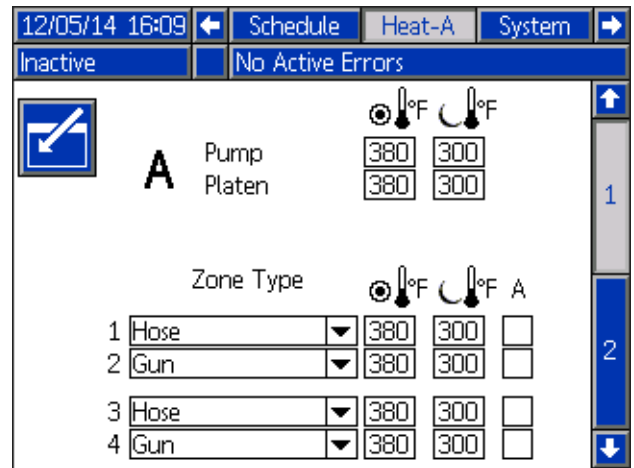 12/05/14 16:09 Schedule Heat-A System
Inactive No Active Errors
°F °F
A Pump 380 300
Platen 380 300
1
Zone Type °F °F A
1 Hose 380 300
2 Gun 380 300
2
3 Hose 380 300
4 Gun 380 300